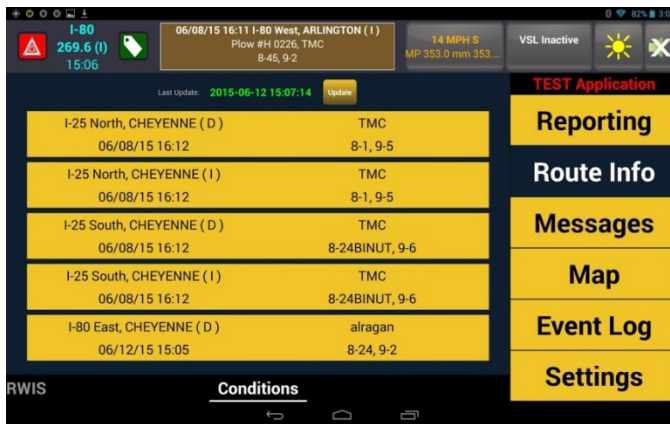 82% 3:0
I-80
269.6 (I)
15:06
06/08/15 16:11 I-80 West, ARLINGTON ( I )
Plow #H 0226, TMC
8-45, 9-2
14 MPH S
MP 353.0 mm 353....
VSL Inactive
Last Update: 2015-06-12 15:07:14 Update
TEST Application
I-25 North, CHEYENNE ( D ) TMC
06/08/15 16:12 8-1, 9-5
I-25 North, CHEYENNE ( I ) TMC
06/08/15 16:12 8-1, 9-5
I-25 South, CHEYENNE ( D ) TMC
06/08/15 16:12 8-24BINUT, 9-6
I-25 South, CHEYENNE ( I ) TMC
06/08/15 16:12 8-24BINUT, 9-6
I-80 East, CHEYENNE ( D ) alragan
06/12/15 15:05 8-24, 9-2
RWIS Conditions
Reporting
Route Info
Messages
Map
Event Log
Settings